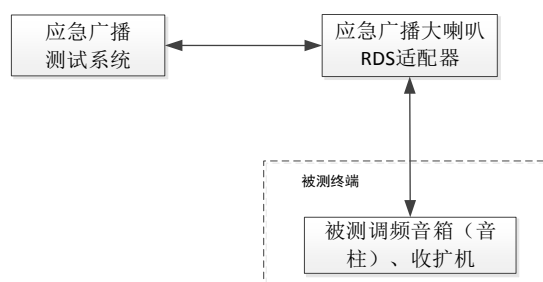 应急广播
测试系统
应急广播大喇叭
RDS适配器
被测终端
被测调频音箱（音
柱）、收扩机